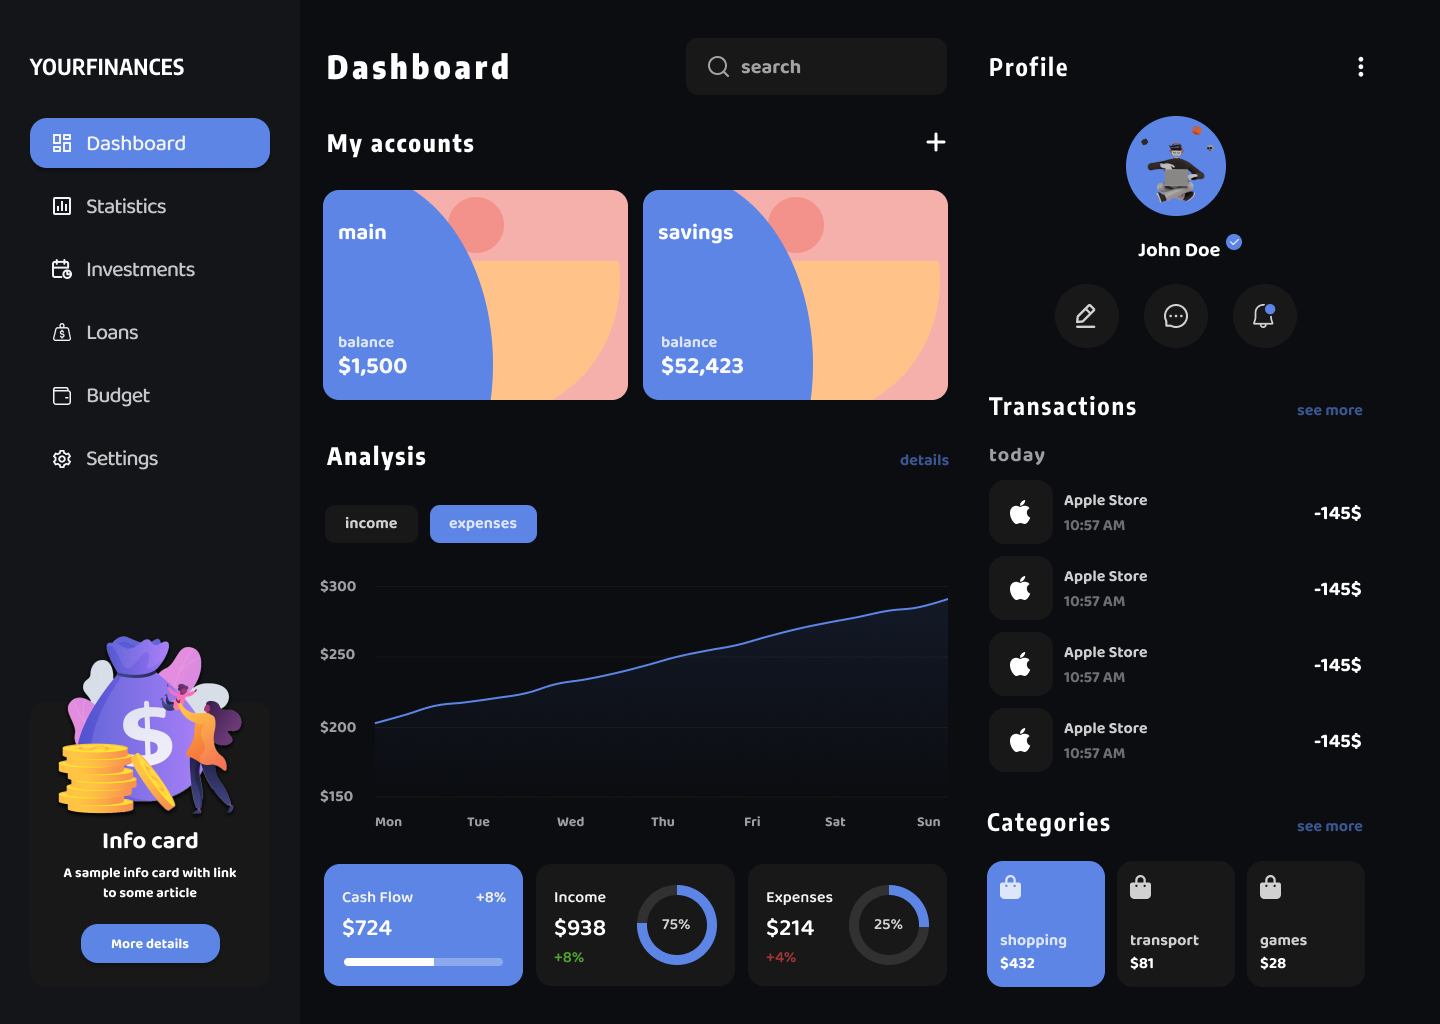 YOURFINANCES
Dashboard
Statistics
Investments
Loans
Budget
Settings
$
Info card
A sample info card with link
to some article
More details
Dashboard
search
My accounts
main
balance
$1,500
savings
balance
$52,423
Analysis
details
income
expenses
$300
$250
$200
$150
Mon
Tue
Wed
Thu
Fri
Sat
Sun
Cash Flow
+8%
$724
Income
$938
+8%
75%
Expenses
$214
+4%
25%
Profile
John Doe
Transactions
see more
today
Apple Store
10:57 AM
-145$
Apple Store
10:57 AM
-145$
Apple Store
10:57 AM
-145$
Apple Store
10:57 AM
-145$
Categories
see more
shopping
$432
transport
$81
games
$28